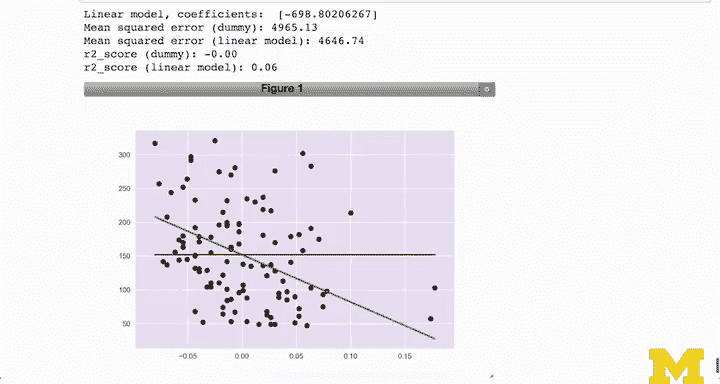 Linear model, coefficients:  [-698.80206267]
Mean squared error (dummy): 4965.13
Mean squared error (linear model): 4646.74
r2_score (dummy): -0.00
r2_score (linear model): 0.06
Figure 1
300
250
200
150
100
50
−0.05 0.00 0.05 0.10 0.15
M